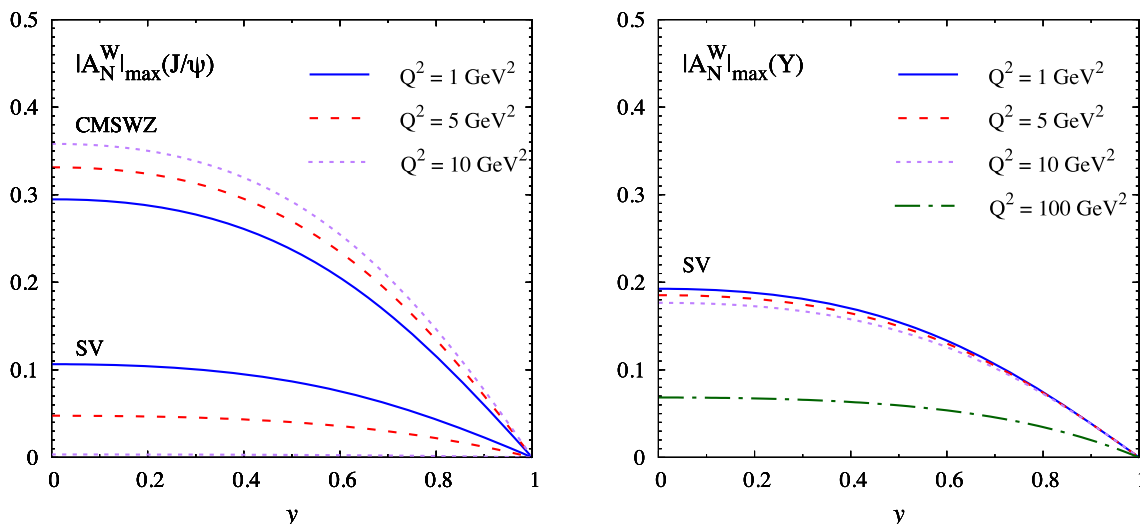 |A_N^W|_max(J/ψ)
Q² = 1 GeV²
Q² = 5 GeV²
Q² = 10 GeV²
CMSWZ
SV
0.5
0.4
0.3
0.2
0.1
0
0 0.2 0.4 0.6 0.8 1
y
|A_N^W|_max(Υ)
Q² = 1 GeV²
Q² = 5 GeV²
Q² = 10 GeV²
Q² = 100 GeV²
SV
0.5
0.4
0.3
0.2
0.1
0
0 0.2 0.4 0.6 0.8 1
y